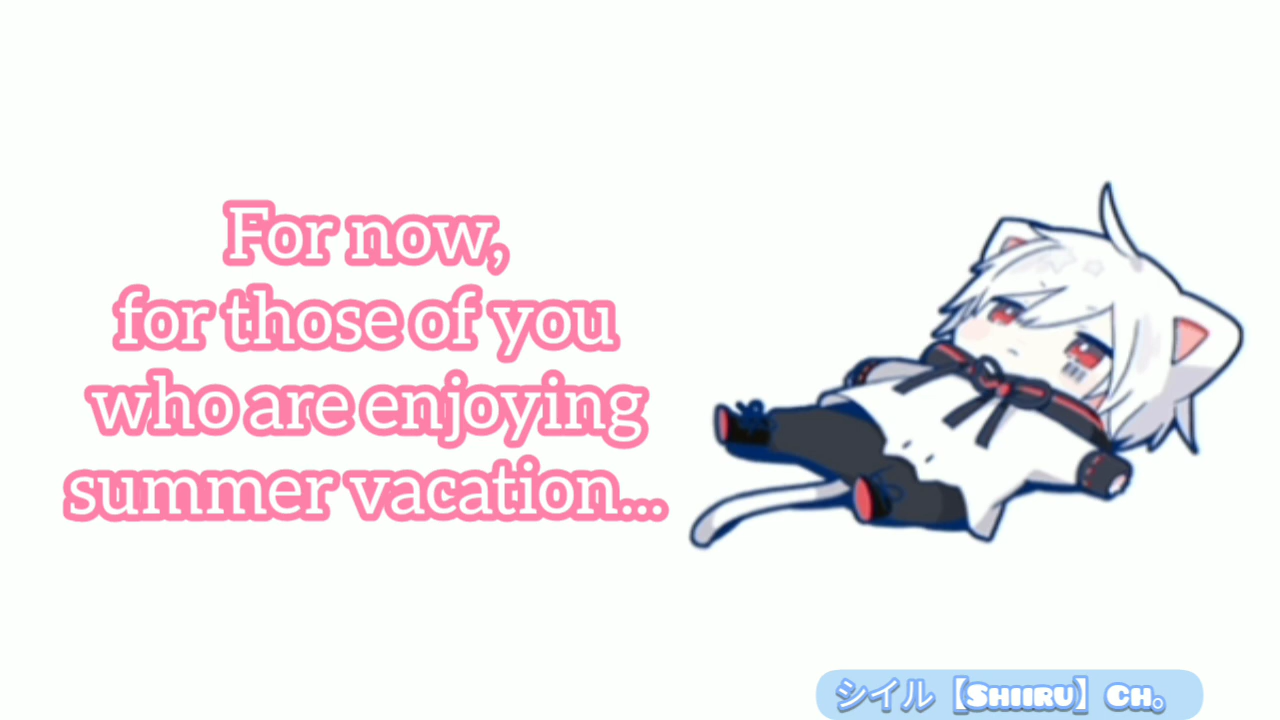 For now,
for those of you
who are enjoying
summer vacation...
シイル【SHIIRU】CH。